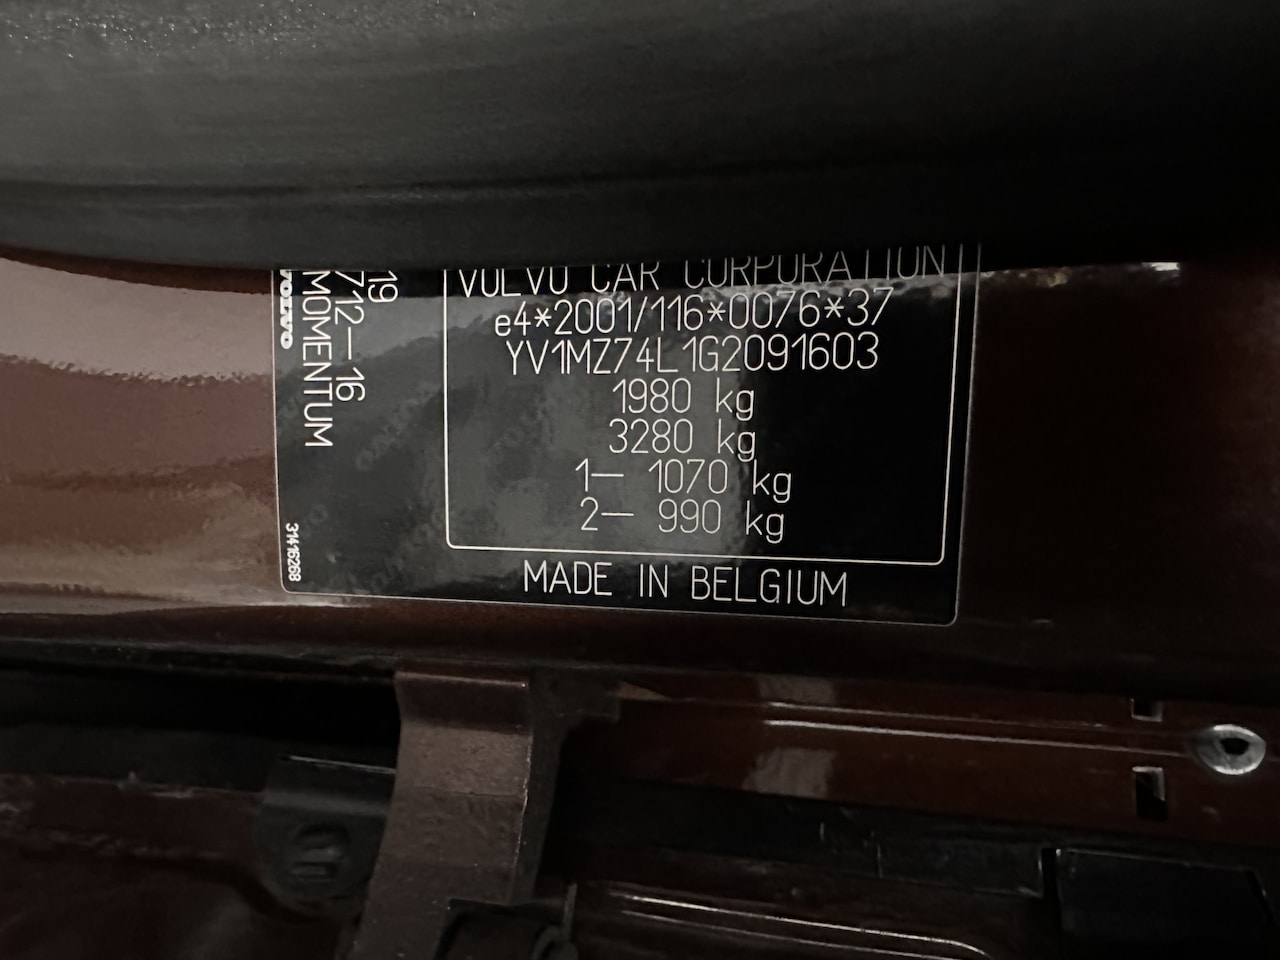 VOLVO CAR CORPORATION
e4*2001/116*0076*37
YV1MZ74L1G2091603
1980 kg
3280 kg
1— 1070 kg
2— 990 kg
MADE IN BELGIUM
19
712—16
MOMENTUM
VOLVO
31416268